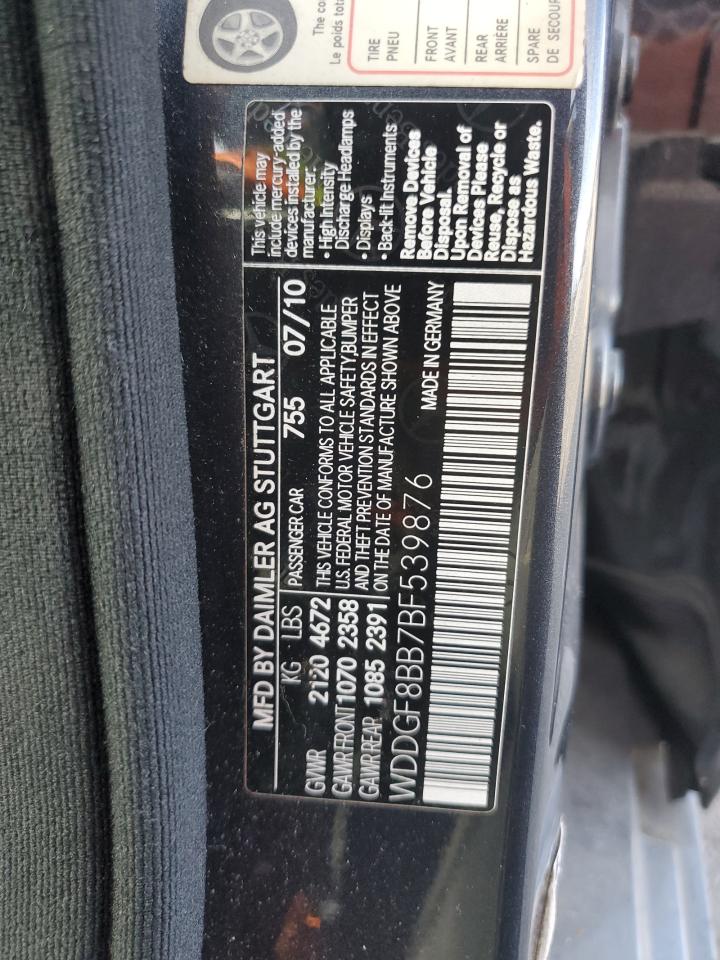 The co
Le poids tota
TIRE
PNEU
FRONT
AVANT
REAR
ARRIÈRE
SPARE
DE SECOUR
MFD BY DAIMLER AG STUTTGART
KG LBS PASSENGER CAR 755 07/10
GVWR 2120 4672
GAWR FRONT 1070 2358
GAWR REAR 1085 2391
THIS VEHICLE CONFORMS TO ALL APPLICABLE
U.S. FEDERAL MOTOR VEHICLE SAFETY,BUMPER
AND THEFT PREVENTION STANDARDS IN EFFECT
ON THE DATE OF MANUFACTURE SHOWN ABOVE
WDDGF8BB7BF539876 MADE IN GERMANY
This vehicle may
include mercury-added
devices installed by the
manufacturer:
• High Intensity
Discharge Headlamps
• Displays
• Back-lit Instruments
Remove Devices
Before Vehicle
Disposal.
Upon Removal of
Devices Please
Reuse, Recycle or
Dispose as
Hazardous Waste.